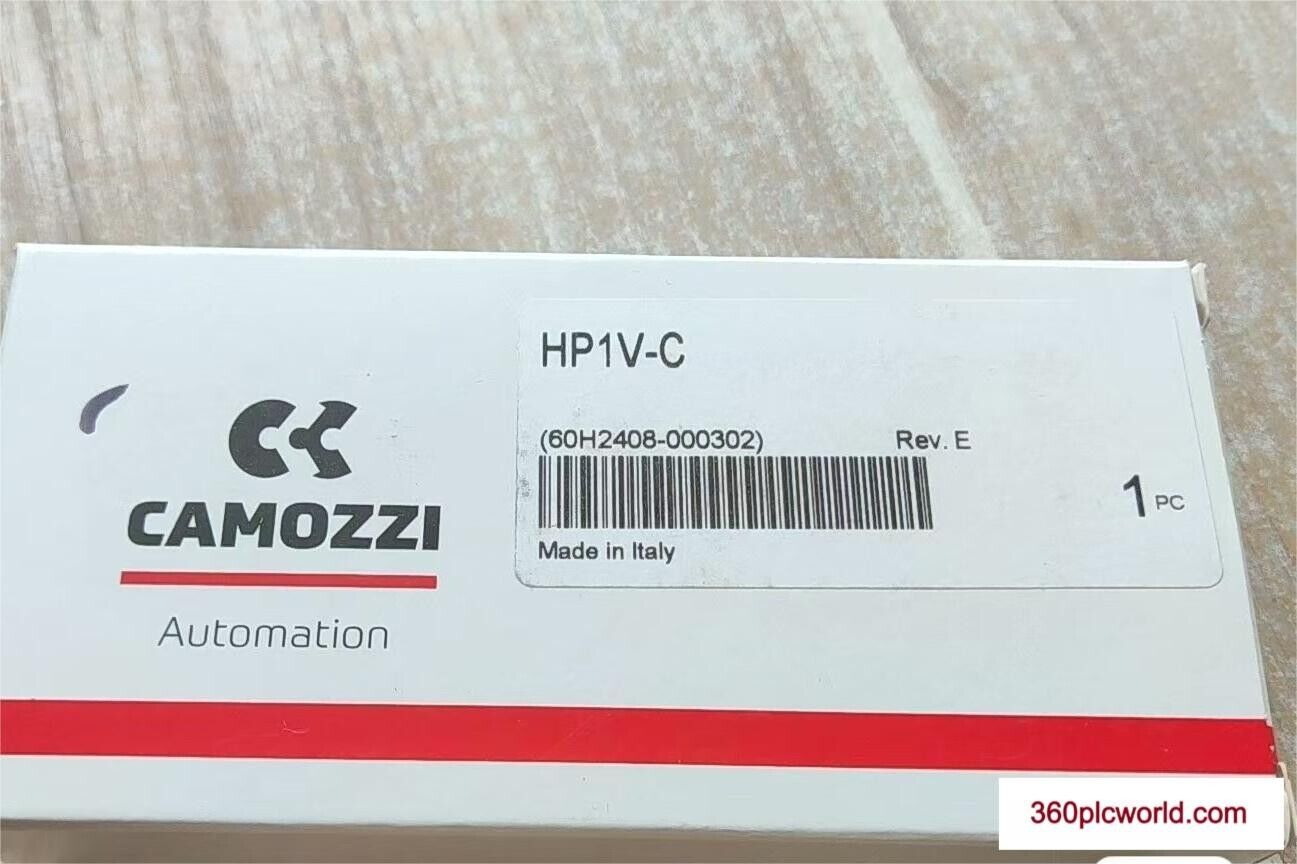 HP1V-C
(60H2408-000302) Rev. E
1 PC
Made in Italy
CAMOZZI
Automation
360plcworld.com